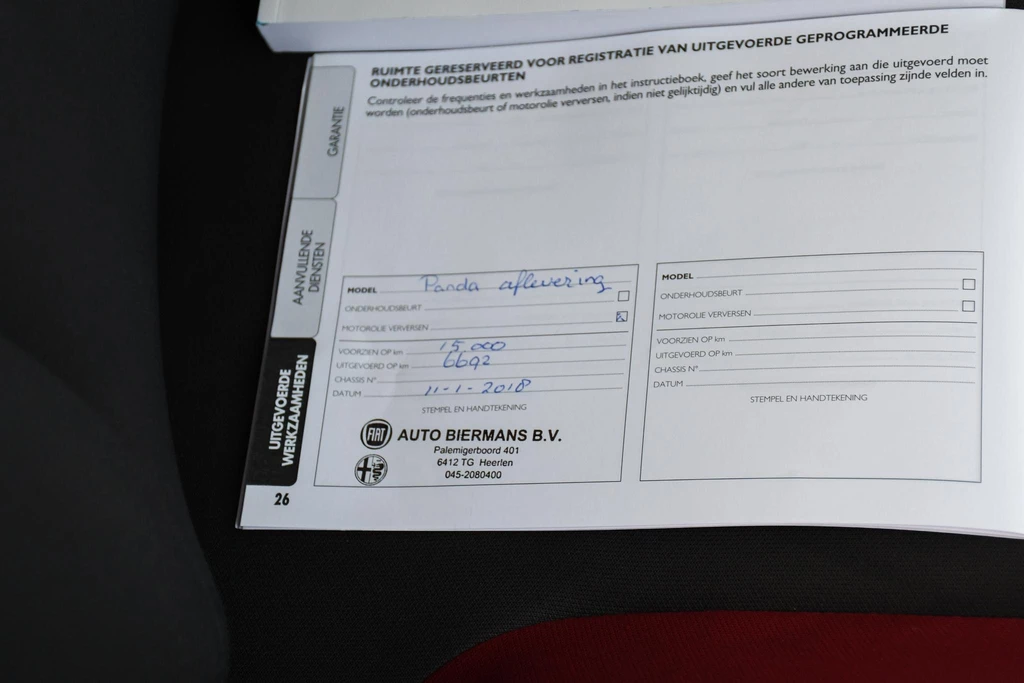 RUIMTE GERESERVEERD VOOR REGISTRATIE VAN UITGEVOERDE GEPROGRAMMEERDE
ONDERHOUDSBEURTEN
Controleer de frequenties en werkzaamheden in het instructieboek, geef het soort bewerking aan die uitgevoerd moet
worden (onderhoudsbeurt of motorolie verversen, indien niet gelijktijdig) en vul alle andere van toepassing zijnde velden in.
GARANTIE
AANVULLENDE
DIENSTEN
UITGEVOERDE
WERKZAAMHEDEN
MODEL Panda aflevering
ONDERHOUDSBEURT
MOTOROLIE VERVERSEN
VOORZIEN OP km 15.000
UITGEVOERD OP km 6692
CHASSIS N°
DATUM 11-1-2018
STEMPEL EN HANDTEKENING
FIAT AUTO BIERMANS B.V.
Palemigerboord 401
6412 TG Heerlen
045-2080400
MODEL
ONDERHOUDSBEURT
MOTOROLIE VERVERSEN
VOORZIEN OP km
UITGEVOERD OP km
CHASSIS N°
DATUM
STEMPEL EN HANDTEKENING
26